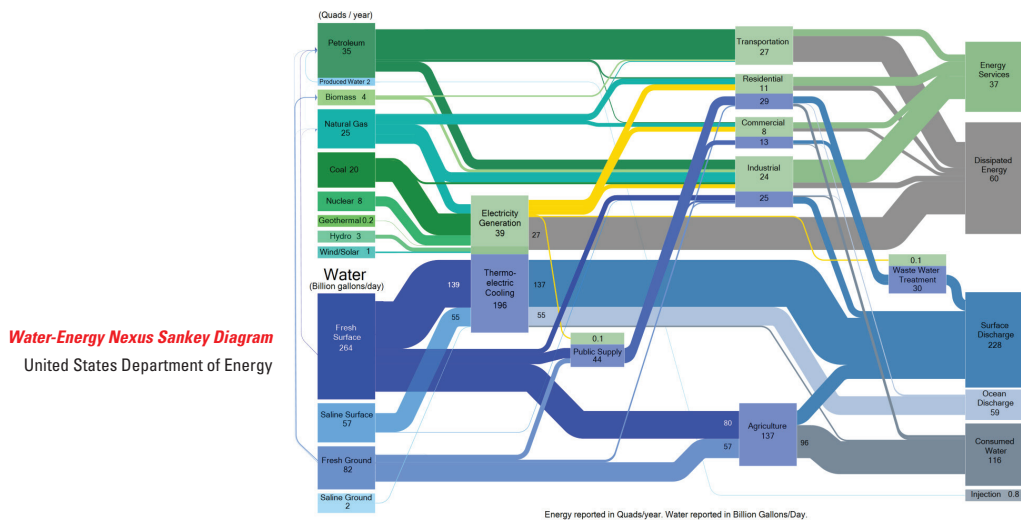 (Quads / year)
Petroleum
35
Produced Water 2
Biomass 4
Natural Gas
25
Coal 20
Nuclear 8
Geothermal 0.2
Hydro 3
Wind/Solar 1
Water
(Billion gallons/day)
Fresh
Surface
264
Saline Surface
57
Fresh Ground
82
Saline Ground
2
Water-Energy Nexus Sankey Diagram
United States Department of Energy
Electricity
Generation
39
27
Thermo-
electric
Cooling
196
139
55
137
55
0.1
Public Supply
44
Transportation
27
Residential
11
29
Commercial
8
13
Industrial
24
25
80
57
Agriculture
137
96
0.1
Waste Water
Treatment
30
Energy
Services
37
Dissipated
Energy
60
Surface
Discharge
228
Ocean
Discharge
59
Consumed
Water
116
Injection 0.8
Energy reported in Quads/year. Water reported in Billion Gallons/Day.